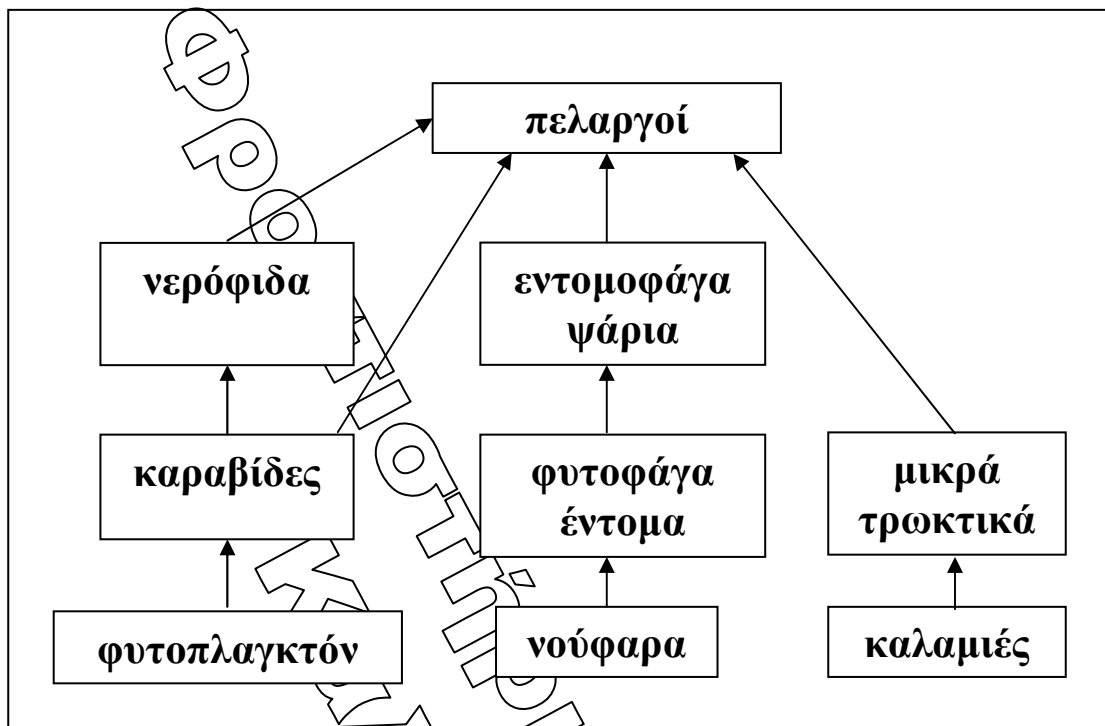 πελαργοί
νερόφιδα
εντομοφάγα
ψάρια
καραβίδες
φυτοφάγα
έντομα
μικρά
τρωκτικά
φυτοπλαγκτόν
νούφαρα
καλαμιές